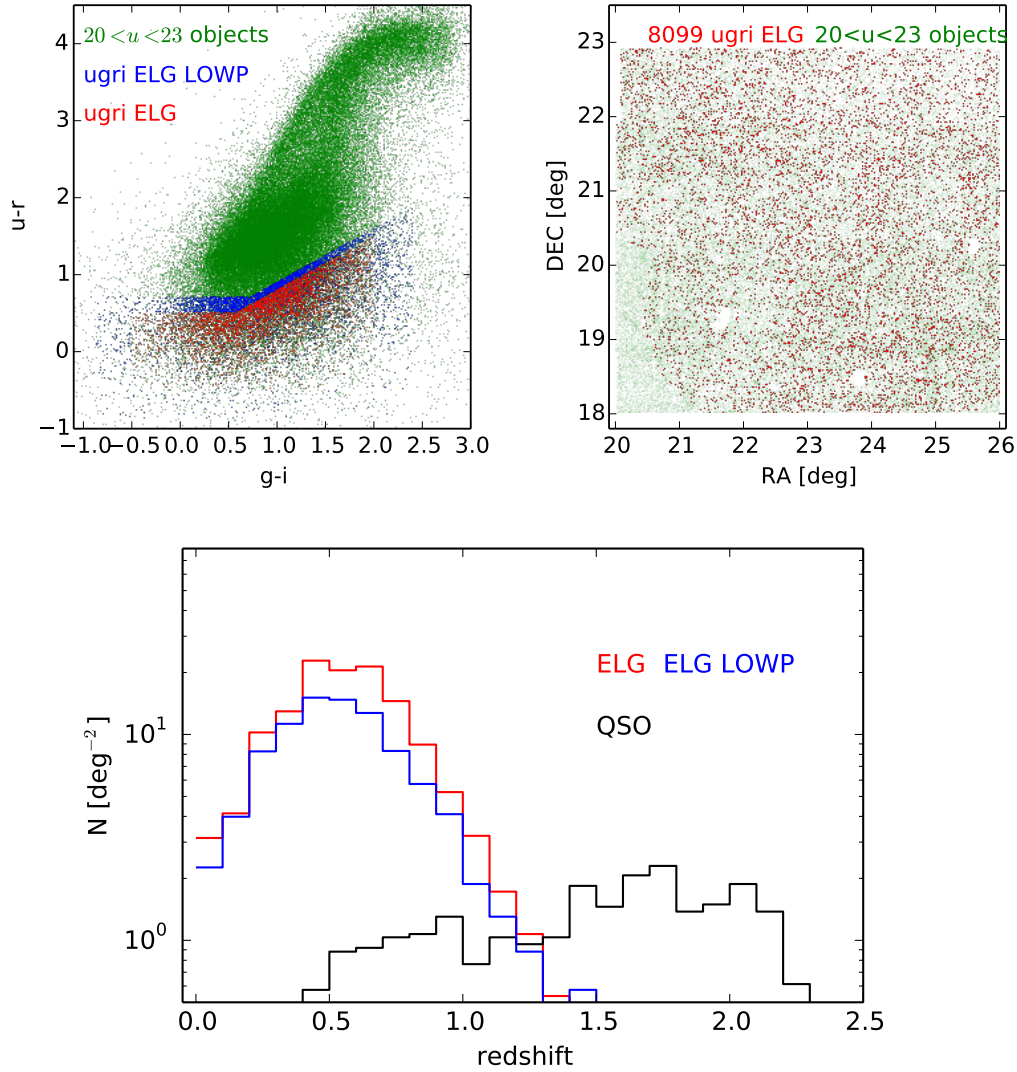 20<u<23 objects
ugri ELG LOWP
ugri ELG
4
3
2
1
0
−1
−1.0 −0.5 0.0 0.5 1.0 1.5 2.0 2.5 3.0
g-i
u-r
8099 ugri ELG 20<u<23 objects
23
22
21
20
19
18
20 21 22 23 24 25 26
RA [deg]
DEC [deg]
ELG ELG LOWP
QSO
10¹
10⁰
0.0 0.5 1.0 1.5 2.0 2.5
redshift
N [deg⁻²]